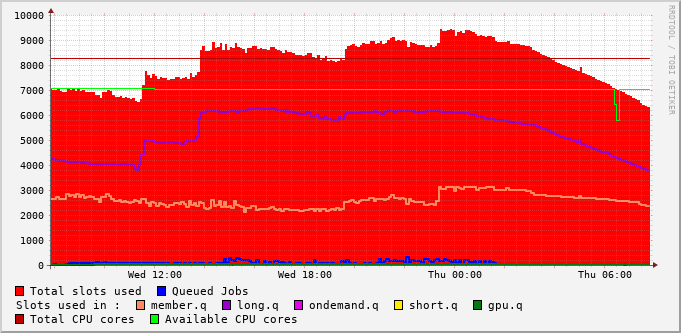 10000
9000
8000
7000
6000
5000
4000
3000
2000
1000
0
Wed 12:00 Wed 18:00 Thu 00:00 Thu 06:00
RRDTOOL / TOBI OETIKER
Total slots used Queued Jobs
Slots used in : member.q long.q ondemand.q short.q gpu.q
Total CPU cores Available CPU cores